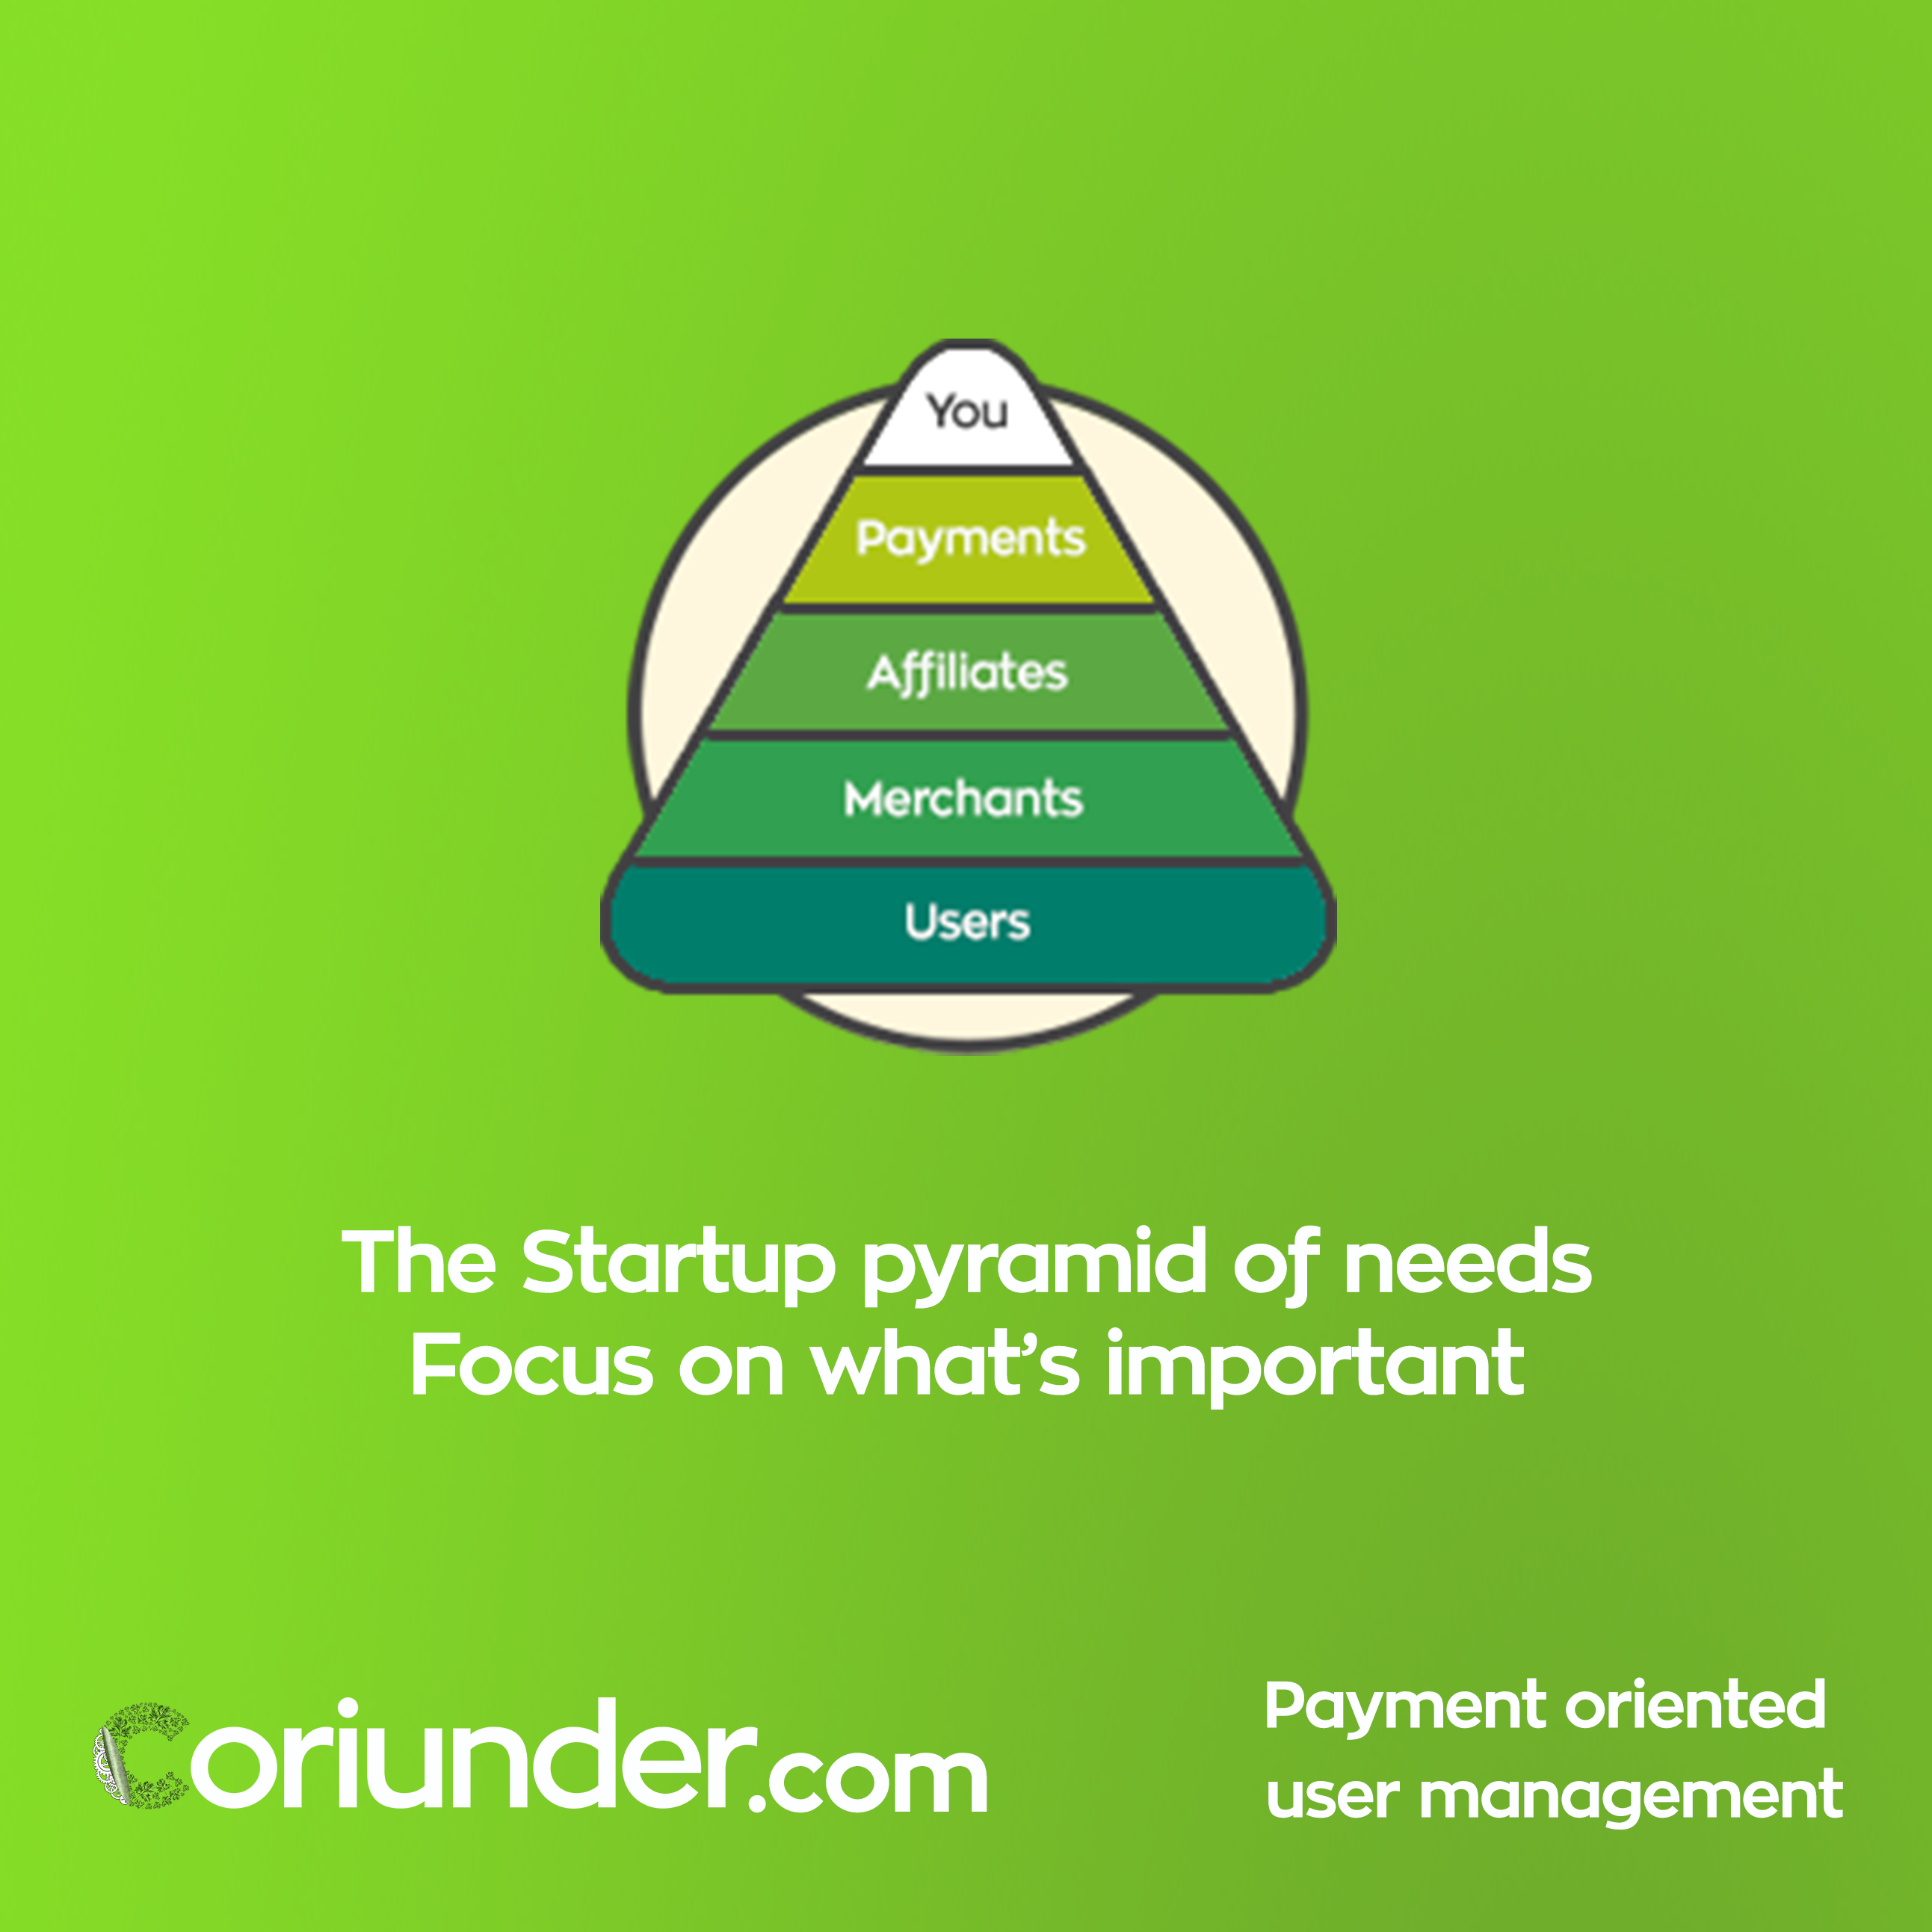 You
Payments
Affiliates
Merchants
Users
The Startup pyramid of needs
Focus on what's important
Coriunder.com
Payment oriented
user management